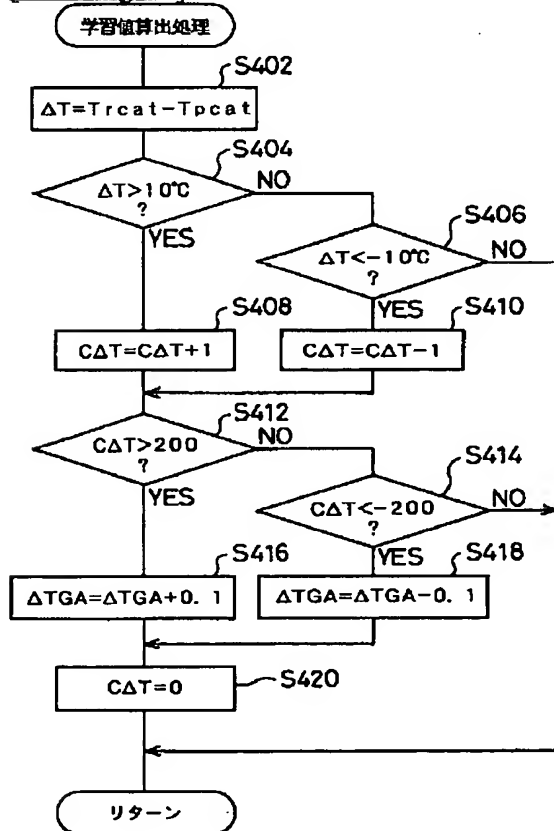 学習値算出処理
S402
ΔT=Trcat-Tpcat
S404
ΔT>10℃
?
NO
YES
S406
ΔT<-10℃
?
NO
YES
S408
CΔT=CΔT+1
S410
CΔT=CΔT-1
S412
CΔT>200
?
NO
YES
S414
CΔT<-200
?
NO
YES
S416
ΔTGA=ΔTGA+0.1
S418
ΔTGA=ΔTGA-0.1
S420
CΔT=0
リターン